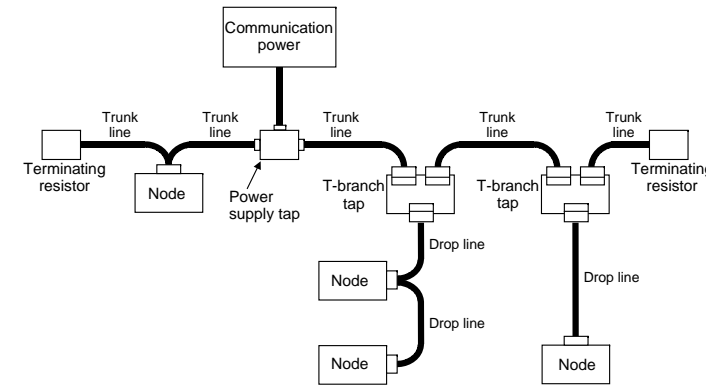 Communication
power
Trunk
line
Trunk
line
Trunk
line
Trunk
line
Trunk
line
Terminating
resistor
Node
Power
supply tap
T-branch
tap
T-branch
tap
Terminating
resistor
Drop line
Node
Drop line
Drop line
Node
Node